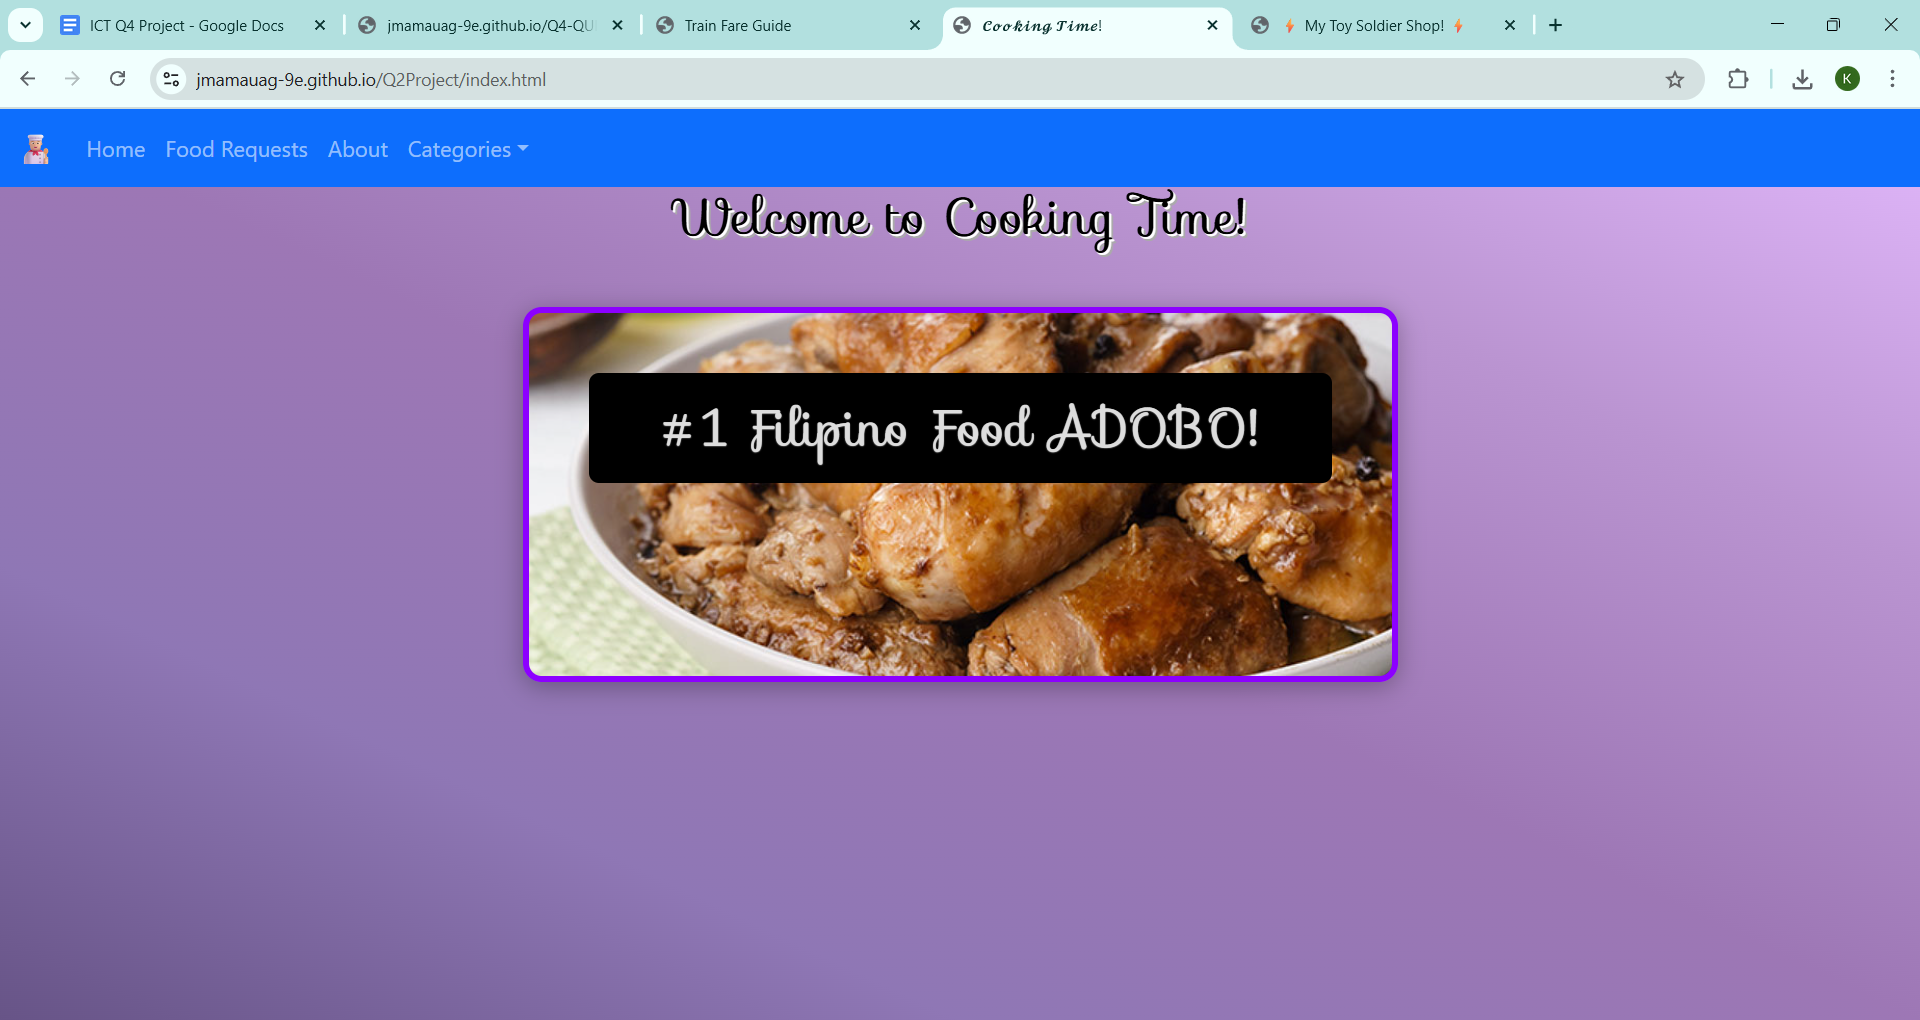 ICT Q4 Project - Google Docs
jmamauag-9e.github.io/Q4-QU
Train Fare Guide
𝓒𝓸𝓸𝓴𝓲𝓷𝓰 𝓣𝓲𝓶𝓮!
⚡ My Toy Soldier Shop! ⚡
jmamauag-9e.github.io/Q2Project/index.html
K
Home
Food Requests
About
Categories
Welcome to Cooking Time!
#1 Filipino Food ADOBO!